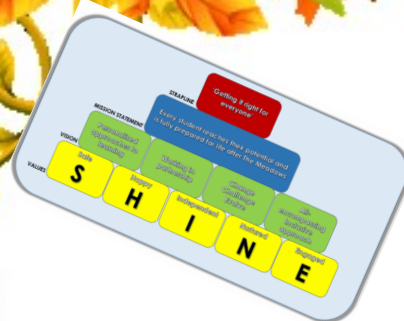 STRAPLINE
'Getting it right for
everyone'
MISSION STATEMENT
Every student reaches their potential and
is fully prepared for life after the Meadows
VISION
Personalised
approaches to
learning
Working in
partnership
Change
Challenge
Evolve
An
encompassing
inclusive
approach
VALUES
Safe
S
Happy
H
Independent
I
Nurtured
N
Engaged
E